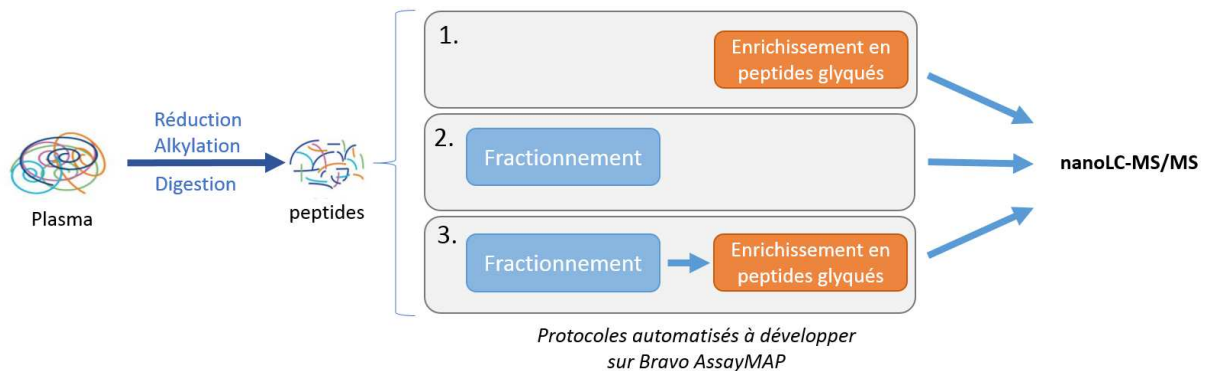 Plasma
Réduction
Alkylation
Digestion
peptides
1.
Enrichissement en
peptides glyqués
2.
Fractionnement
3.
Fractionnement
Enrichissement en
peptides glyqués
Protocoles automatisés à développer
sur Bravo AssayMAP
nanoLC-MS/MS